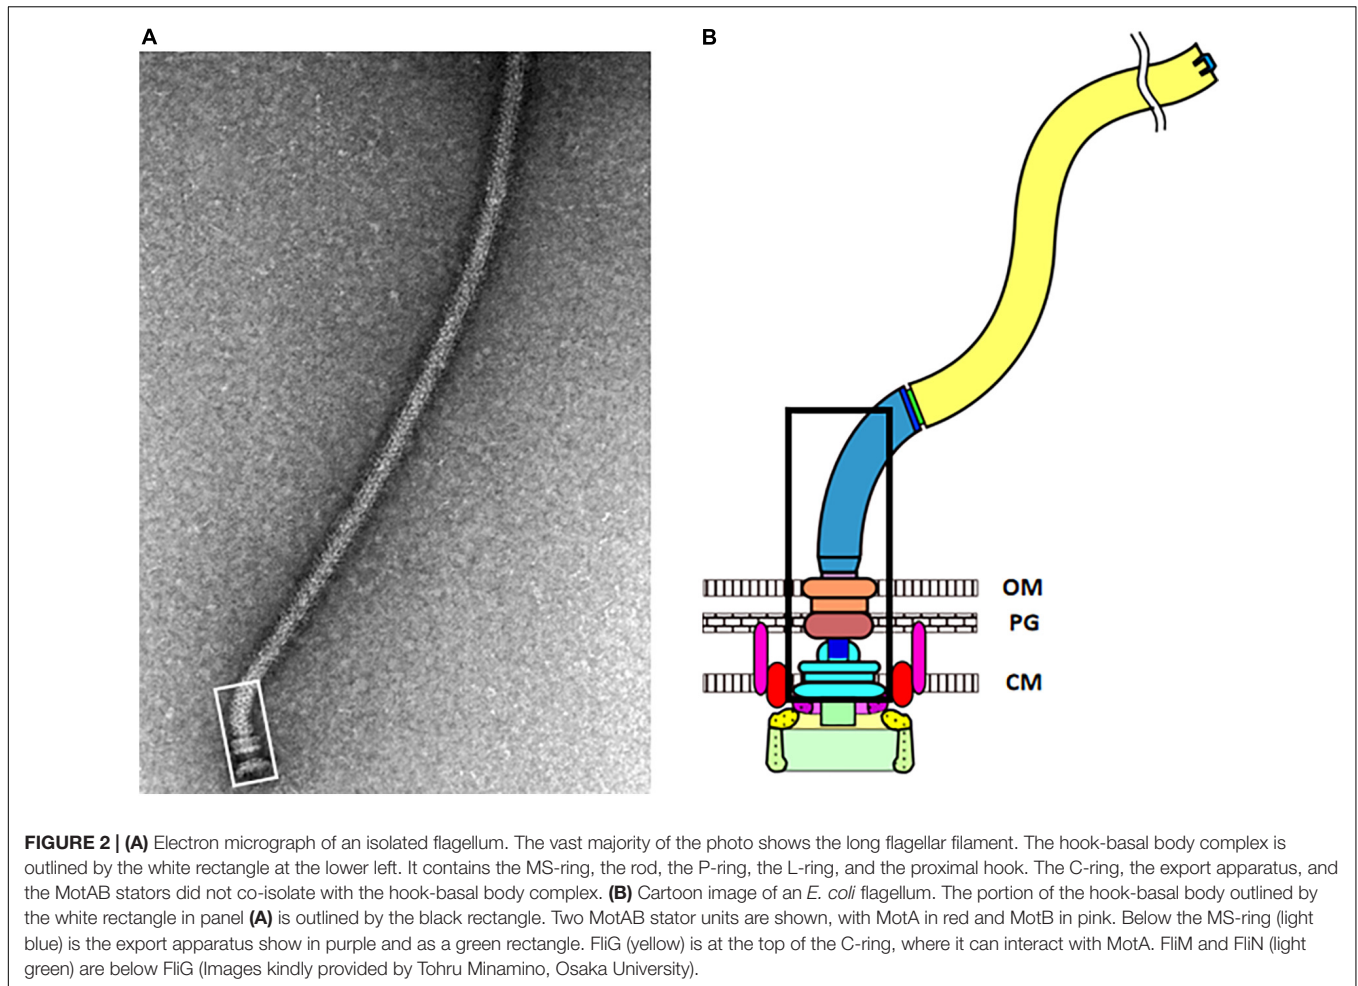 A
B
OM
PG
CM
FIGURE 2 | (A) Electron micrograph of an isolated flagellum. The vast majority of the photo shows the long flagellar filament. The hook-basal body complex is
outlined by the white rectangle at the lower left. It contains the MS-ring, the rod, the P-ring, the L-ring, and the proximal hook. The C-ring, the export apparatus, and
the MotAB stators did not co-isolate with the hook-basal body complex. (B) Cartoon image of an E. coli flagellum. The portion of the hook-basal body outlined by
the white rectangle in panel (A) is outlined by the black rectangle. Two MotAB stator units are shown, with MotA in red and MotB in pink. Below the MS-ring (light
blue) is the export apparatus show in purple and as a green rectangle. FliG (yellow) is at the top of the C-ring, where it can interact with MotA. FliM and FliN (light
green) are below FliG (Images kindly provided by Tohru Minamino, Osaka University).